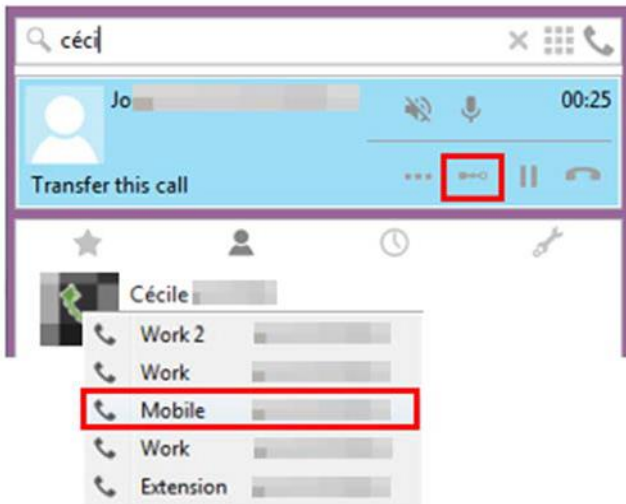 céci
Jo
00:25
Transfer this call
Cécile
Work 2
Work
Mobile
Work
Extension